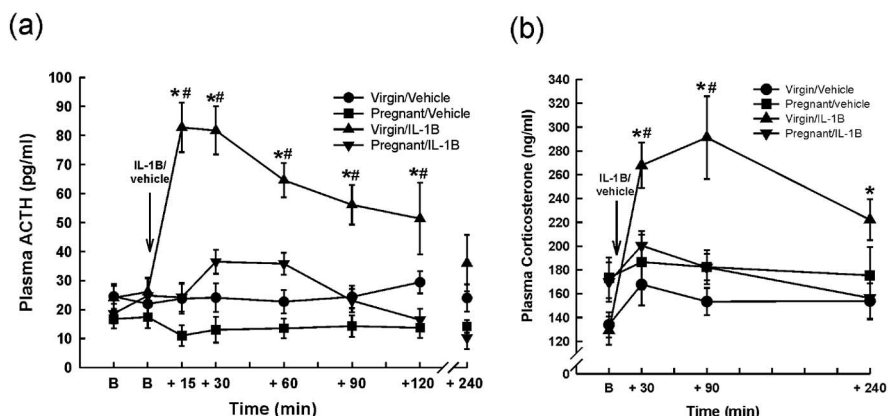 (a)
Plasma ACTH (pg/ml)
100
90
80
70
60
50
40
30
20
10
0
IL-1B/
vehicle
*#
*#
*#
*#
*#
Virgin/Vehicle
Pregnant/Vehicle
Virgin/IL-1B
Pregnant/IL-1B
B
B
+ 15
+ 30
+ 60
+ 90
+120
+ 240
Time (min)
(b)
Plasma Corticosterone (ng/ml)
340
320
300
280
260
240
220
200
180
160
140
120
0
IL-1B/
vehicle
*#
*#
*
Virgin/Vehicle
Pregnant/vehicle
Virgin/IL-1B
Pregnant/IL-1B
B
+ 30
+ 90
+ 240
Time (min)